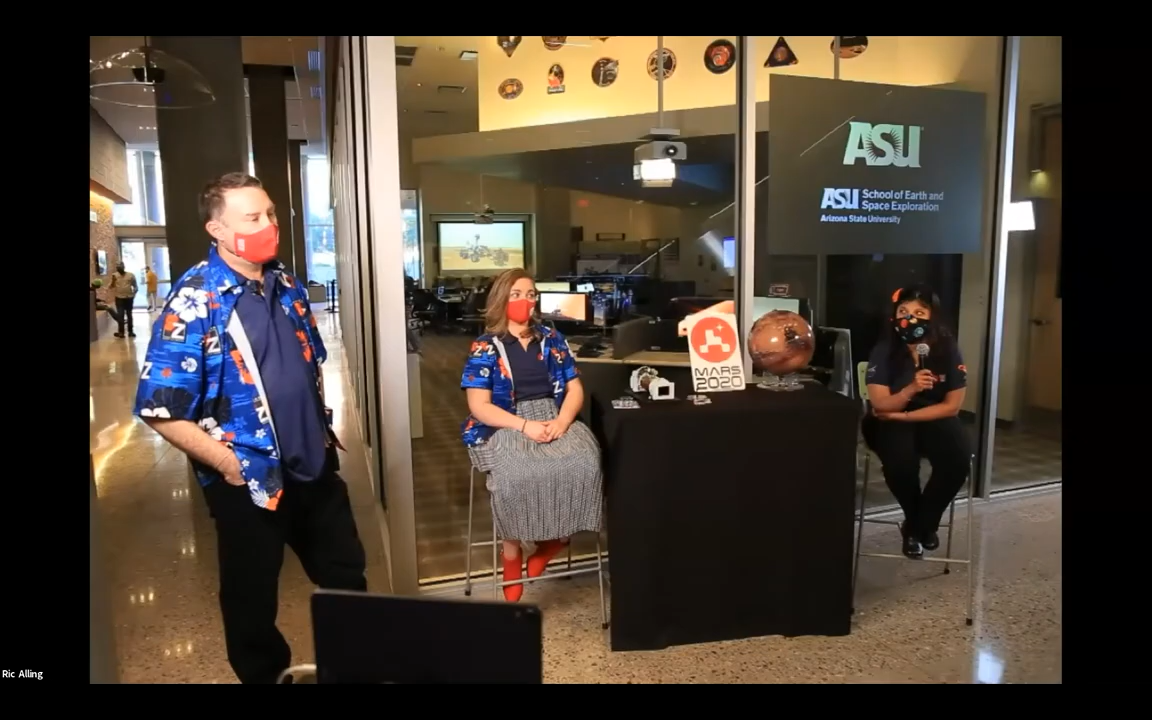 ASU
ASU School of Earth and
Space Exploration
Arizona State University
MARS
2020
Z
Z
Z
Ric Alling